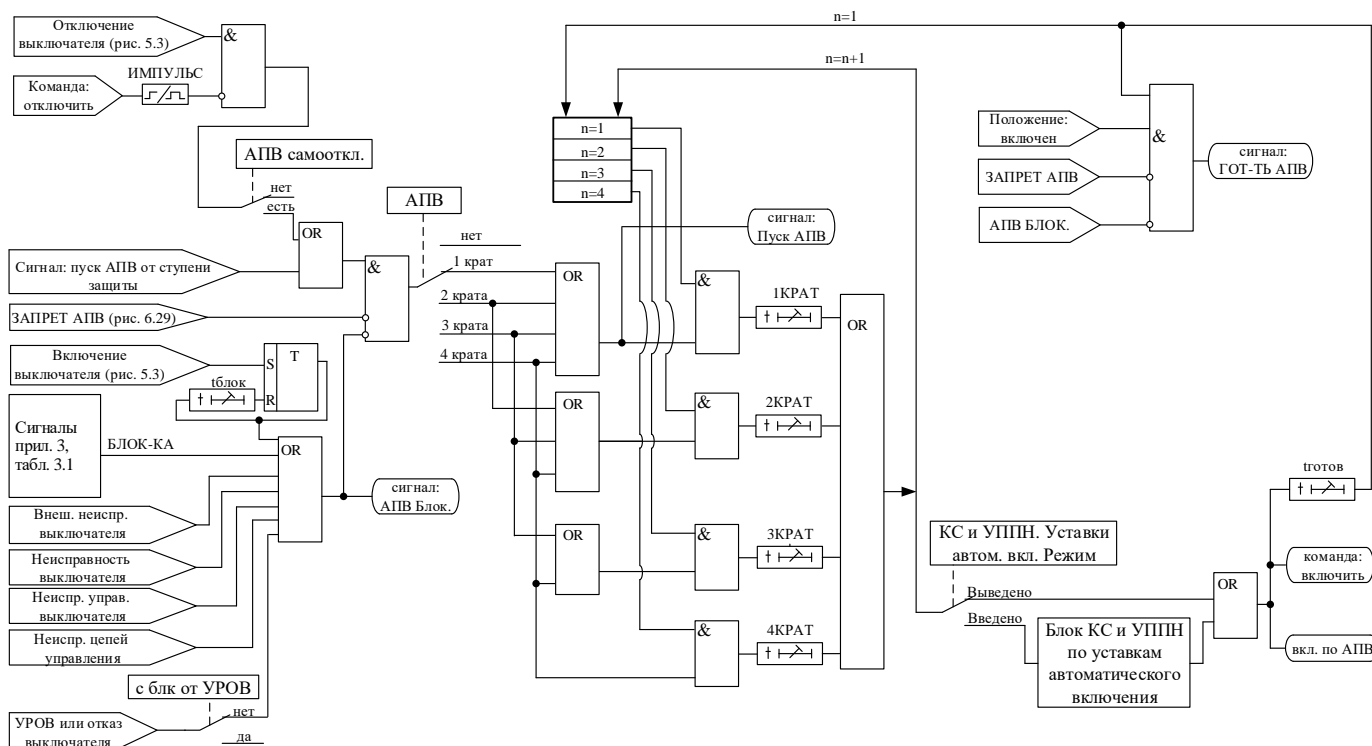 Отключение
выключателя (рис. 5.3)
&
Команда:
отключить
ИМПУЛЬС
АПВ самооткл.
нет
есть
OR
Сигнал: пуск АПВ от ступени
защиты
&
ЗАПРЕТ АПВ (рис. 6.29)
Включение
выключателя (рис. 5.3)
S
T
R
tблок
Сигналы
прил. 3,
табл. 3.1
БЛОК-КА
OR
Внеш. неиспр.
выключателя
Неисправность
выключателя
Неиспр. управ.
выключателя
Неиспр. цепей
управления
с блк от УРОВ
УРОВ или отказ
выключателя
нет
да
сигнал:
АПВ Блок.
АПВ
нет
1 крат
2 крата
3 крата
4 крата
n=1
n=n+1
n=1
n=2
n=3
n=4
сигнал:
Пуск АПВ
OR
OR
OR
&
&
&
&
1КРАТ
2КРАТ
3КРАТ
4КРАТ
OR
Положение:
включен
ЗАПРЕТ АПВ
АПВ БЛОК.
&
сигнал:
ГОТ-ТЬ АПВ
КС и УППН. Уставки
автом. вкл. Режим
Выведено
Введено
Блок КС и УППН
по уставкам
автоматического
включения
OR
tготов
команда:
включить
вкл. по АПВ